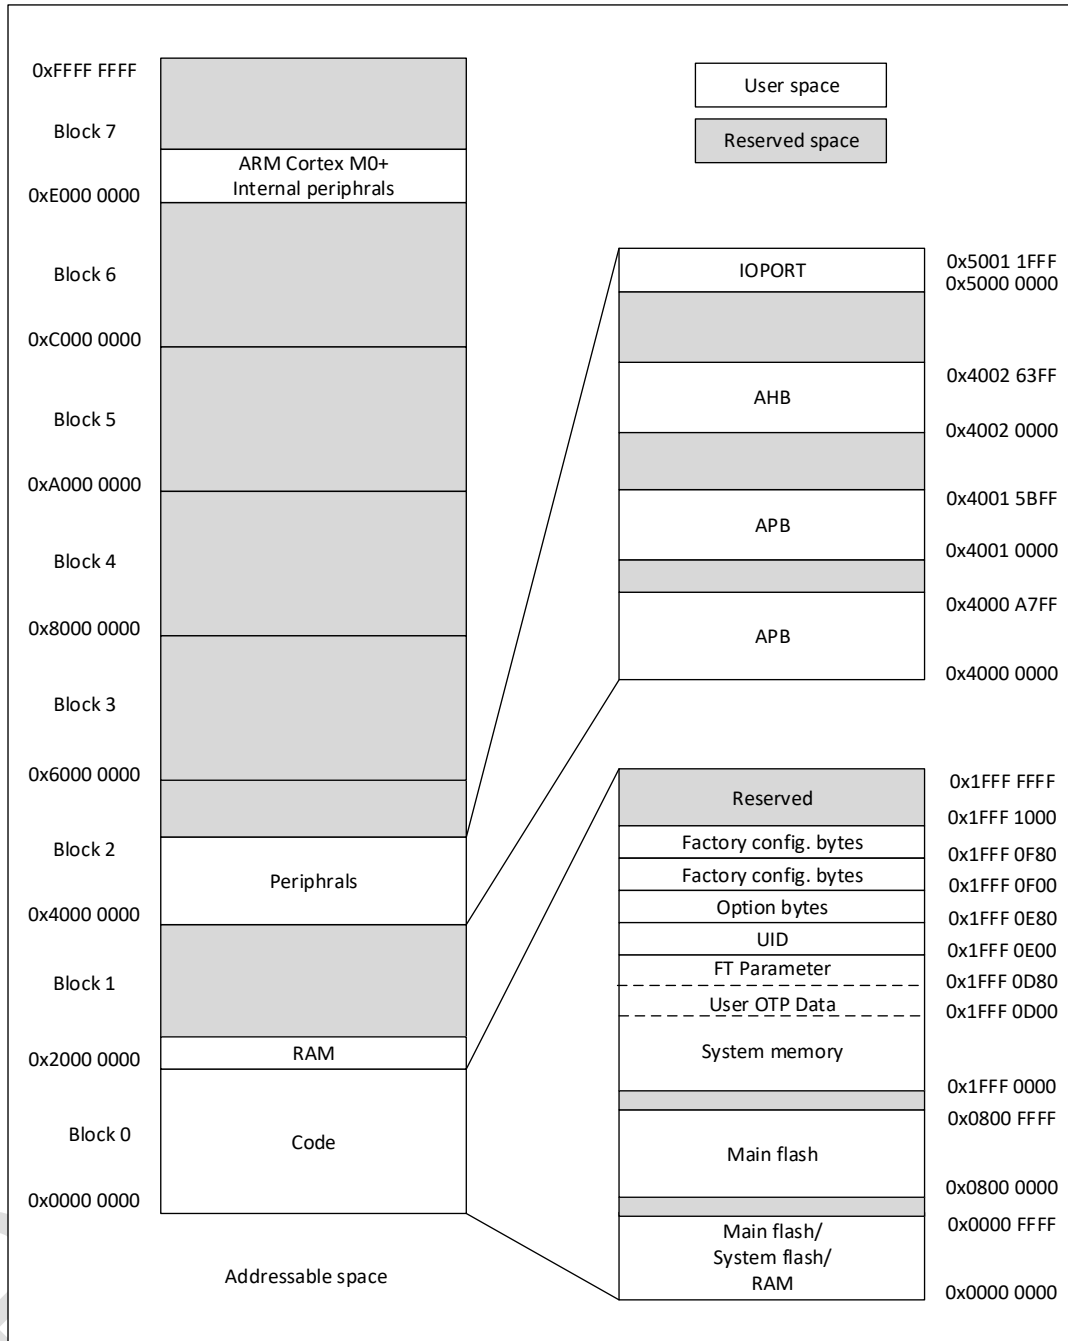 0xFFFF FFFF
Block 7
ARM Cortex M0+
Internal periphrals
0xE000 0000
Block 6
0xC000 0000
Block 5
0xA000 0000
Block 4
0x8000 0000
Block 3
0x6000 0000
Block 2
Periphrals
0x4000 0000
Block 1
RAM
0x2000 0000
Block 0
Code
0x0000 0000
Addressable space
User space
Reserved space
IOPORT
0x5001 1FFF
0x5000 0000
0x4002 63FF
AHB
0x4002 0000
0x4001 5BFF
APB
0x4001 0000
0x4000 A7FF
APB
0x4000 0000
0x1FFF FFFF
Reserved
0x1FFF 1000
Factory config. bytes
0x1FFF 0F80
Factory config. bytes
0x1FFF 0F00
Option bytes
0x1FFF 0E80
UID
0x1FFF 0E00
FT Parameter
0x1FFF 0D80
User OTP Data
0x1FFF 0D00
System memory
0x1FFF 0000
0x0800 FFFF
Main flash
0x0800 0000
0x0000 FFFF
Main flash/
System flash/
RAM
0x0000 0000